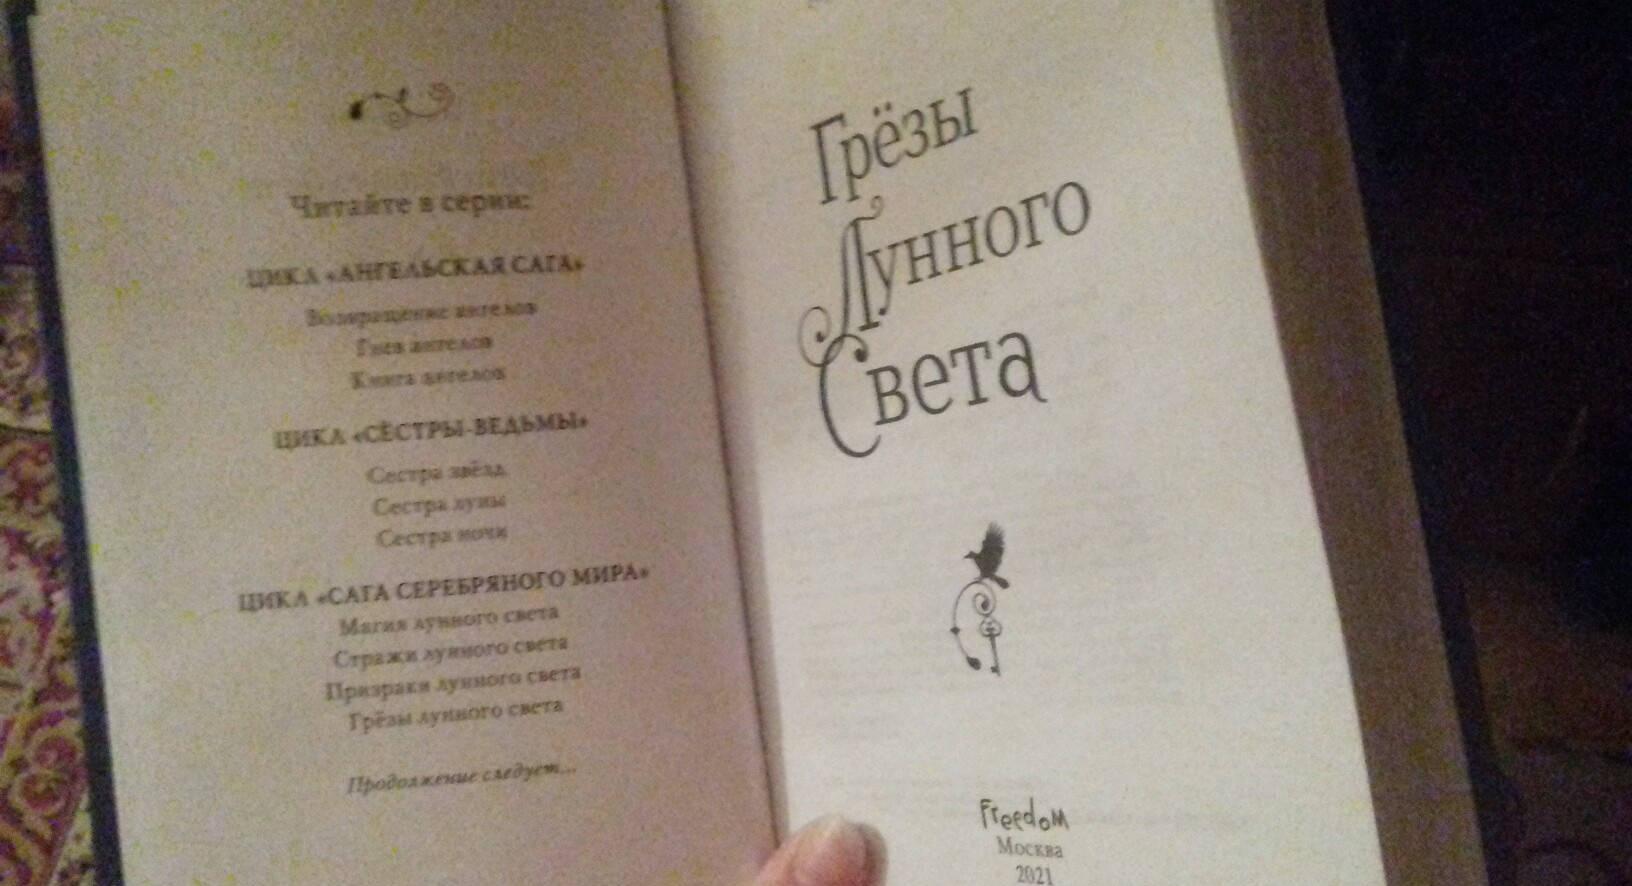 Читайте в серии:
ЦИКЛ «АНГЕЛЬСКАЯ САГА»
Возвращение ангелов
Гнев ангелов
Книга ангелов
ЦИКЛ «СЁСТРЫ-ВЕДЬМЫ»
Сестра звёзд
Сестра луны
Сестра ночи
ЦИКЛ «САГА СЕРЕБРЯНОГО МИРА»
Магия лунного света
Стражи лунного света
Призраки лунного света
Грёзы лунного света
Продолжение следует...
Грёзы
Лунного
Света
Freedom
Москва
2021